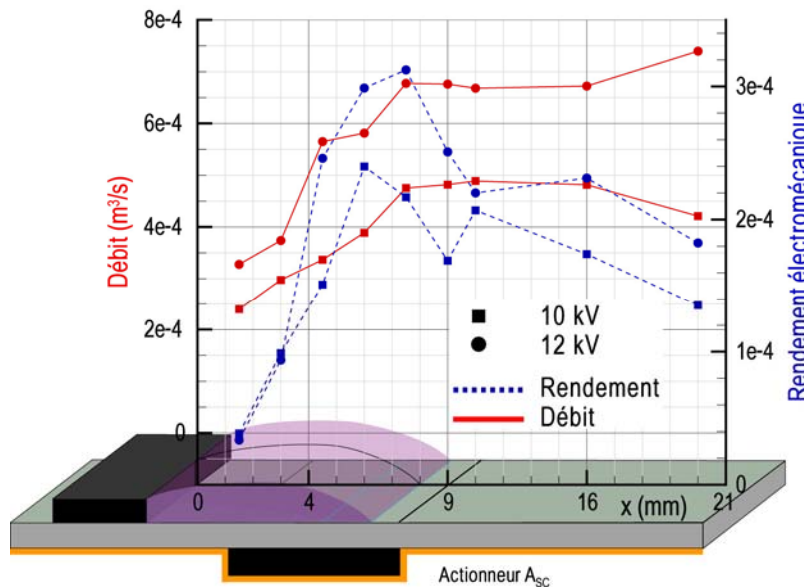 8e-4
6e-4
4e-4
2e-4
0
Débit (m³/s)
3e-4
2e-4
1e-4
0
Rendement électromécanique
10 kV
12 kV
Rendement
Débit
0 4 9 16 x (mm) 21
Actionneur A_SC